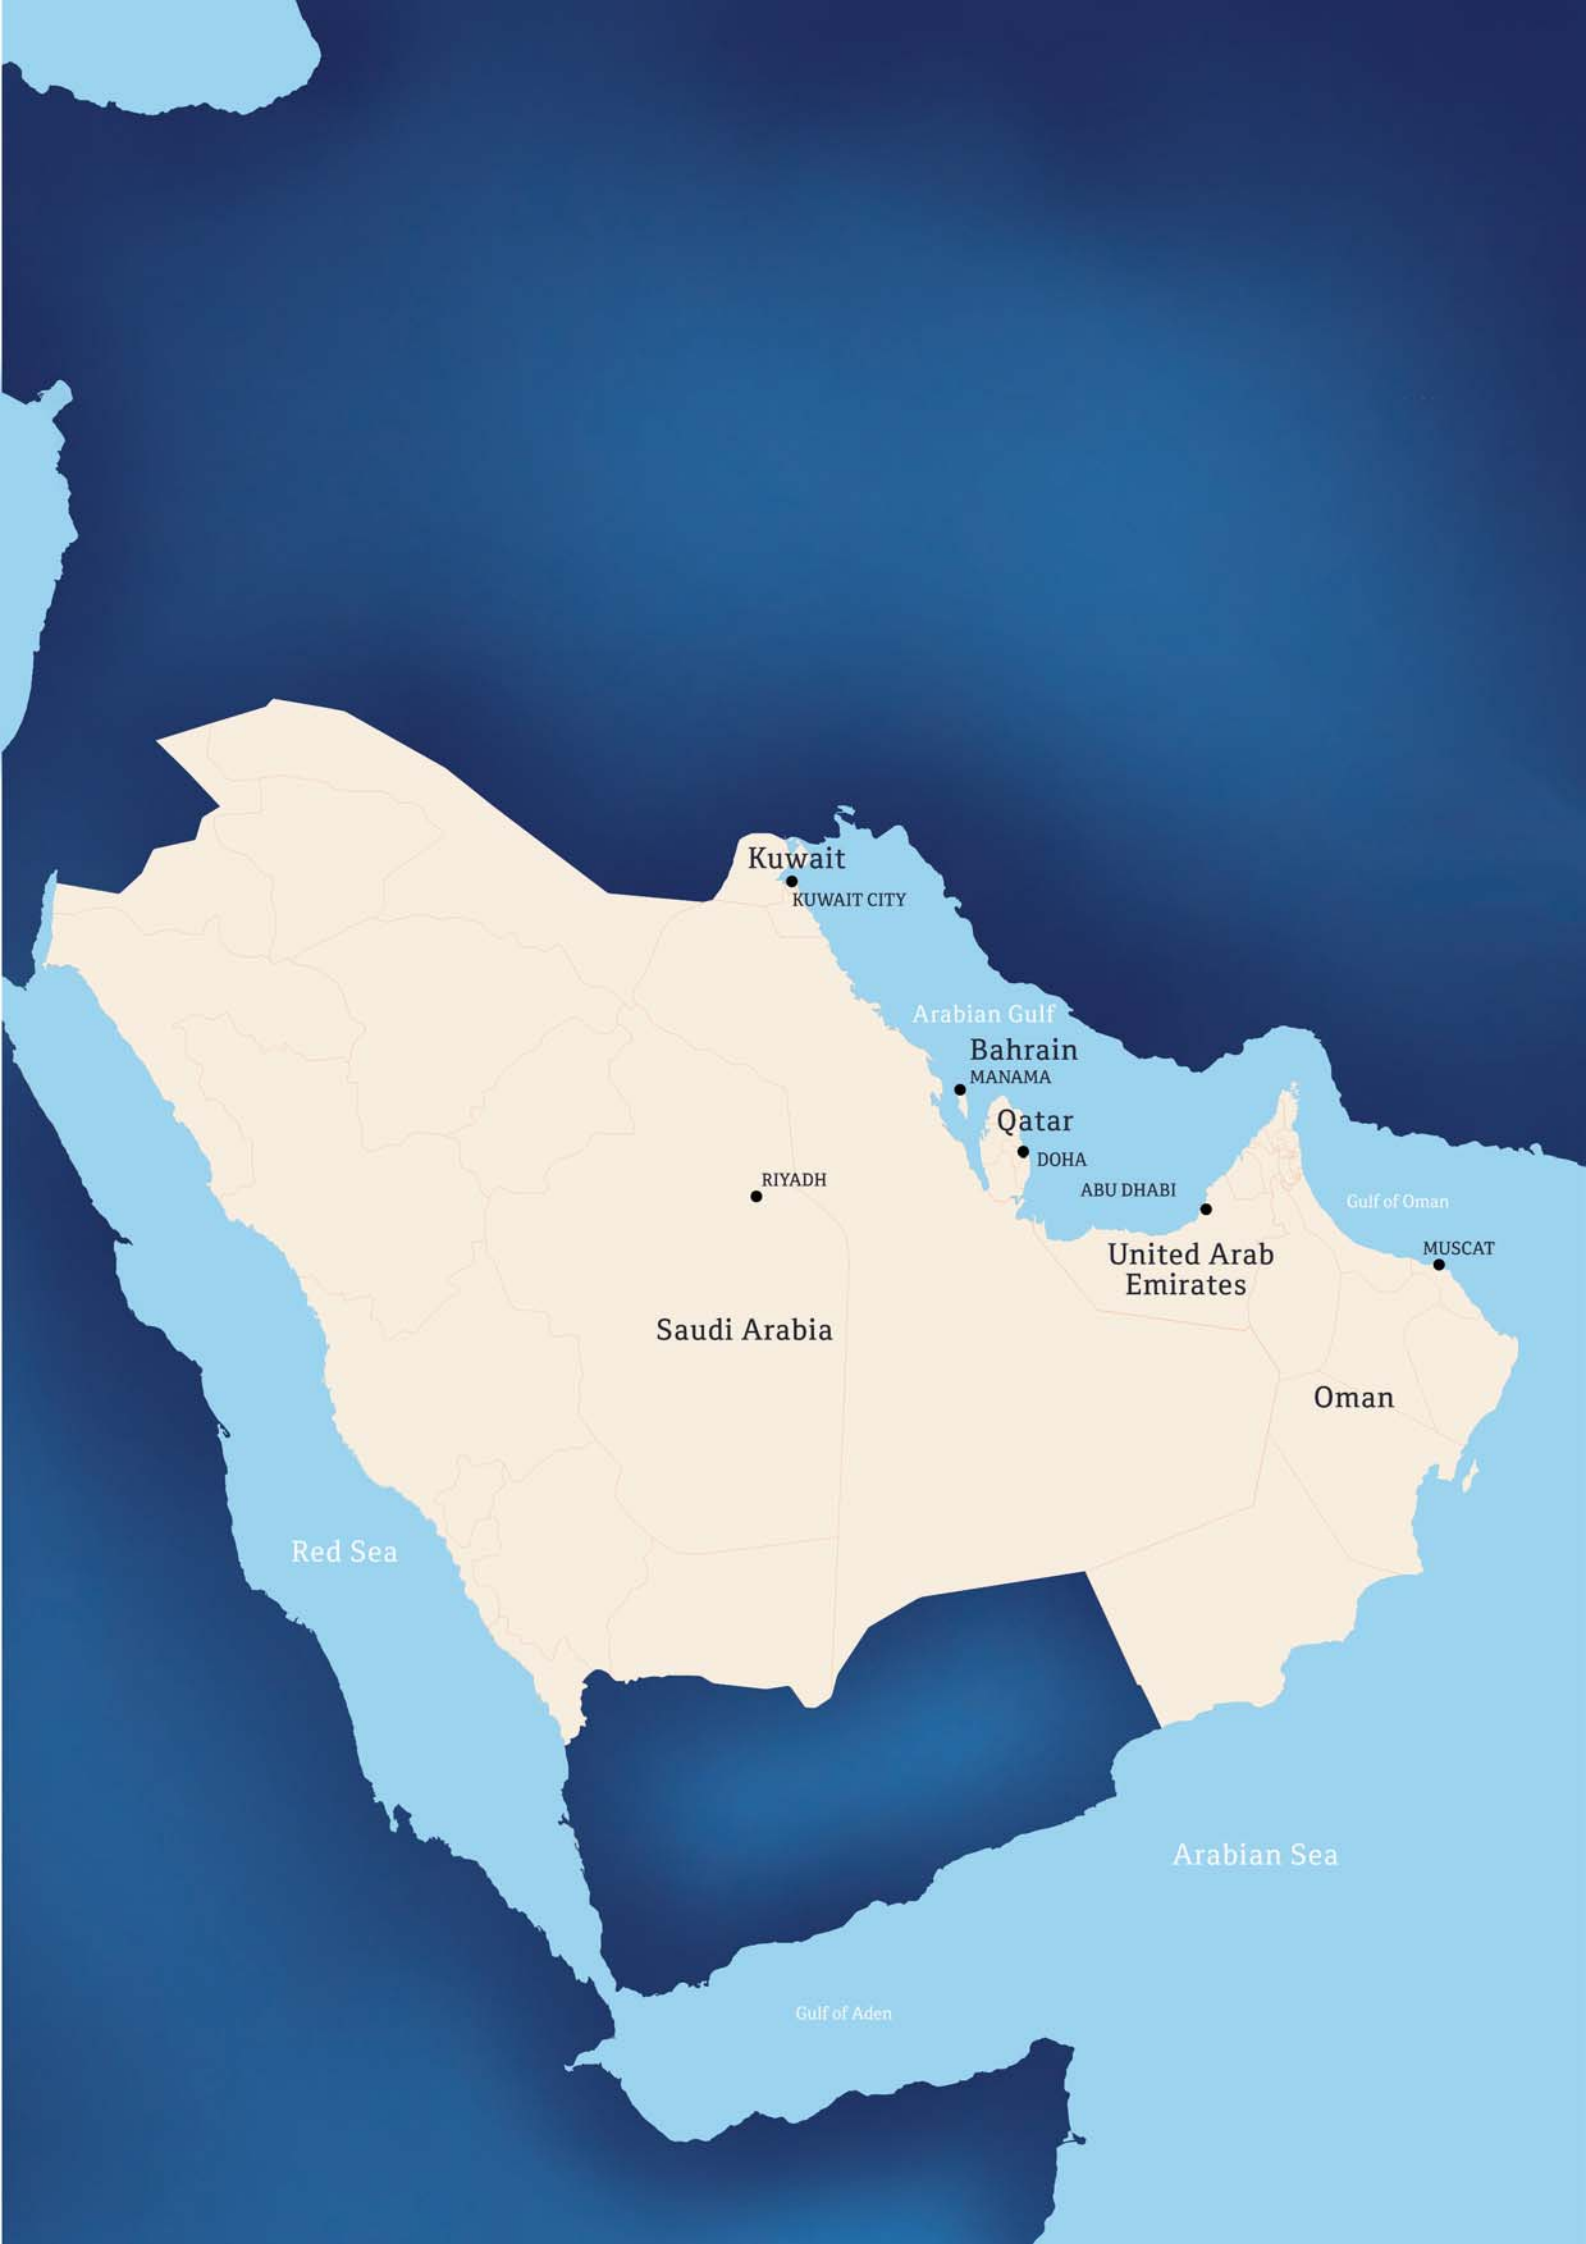 Kuwait
KUWAIT CITY
Arabian Gulf
Bahrain
MANAMA
Qatar
DOHA
RIYADH
ABU DHABI
Gulf of Oman
MUSCAT
United Arab
Emirates
Saudi Arabia
Oman
Red Sea
Arabian Sea
Gulf of Aden